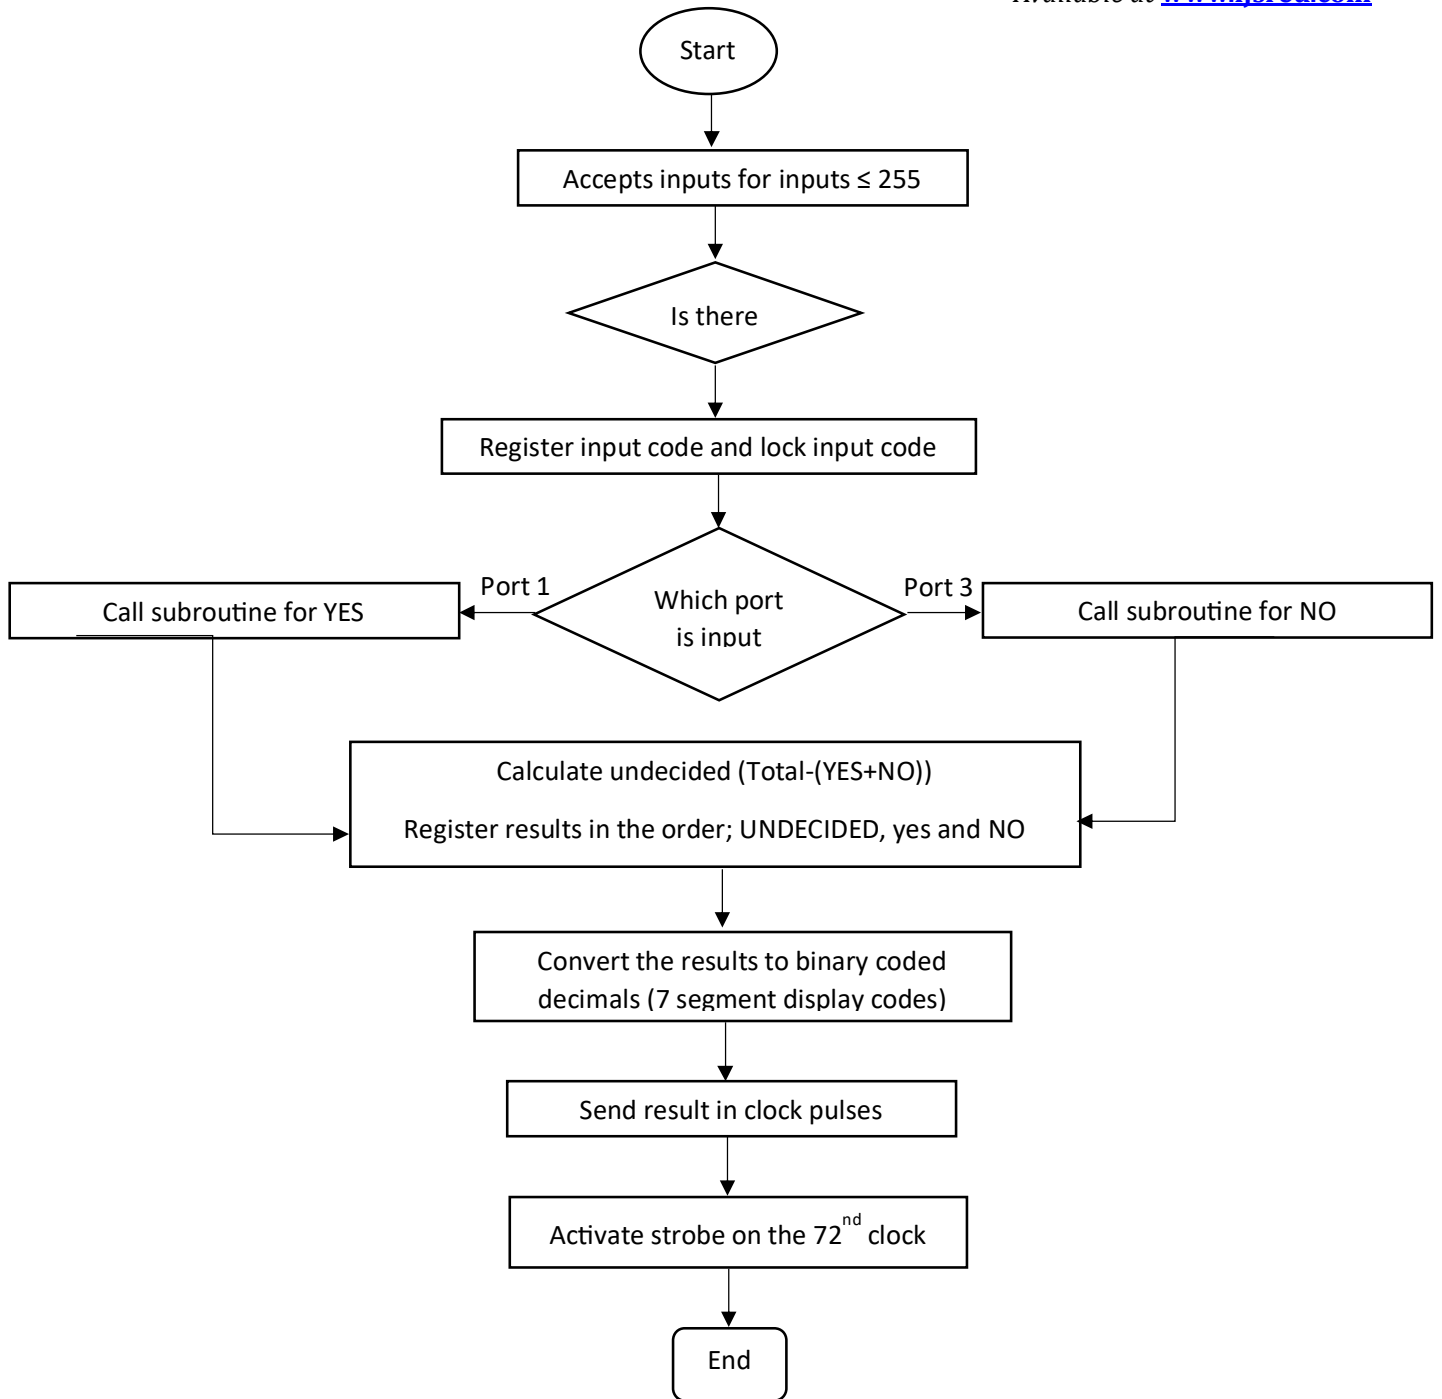 Available at
Start
Accepts inputs for inputs ≤ 255
Is there
Register input code and lock input code
Port 1
Port 3
Call subroutine for YES
Which port
is input
Call subroutine for NO
Calculate undecided (Total-(YES+NO))
Register results in the order; UNDECIDED, yes and NO
Convert the results to binary coded
decimals (7 segment display codes)
Send result in clock pulses
Activate strobe on the 72nd clock
End